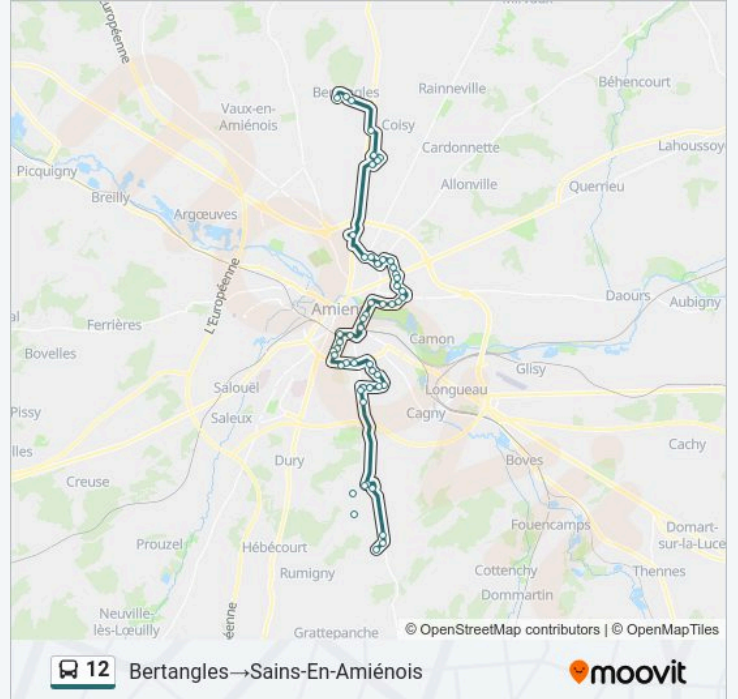 Européenne
Bertangles
Rainneville
Béhencourt
Vaux-en-
Amiénois
Coisy
Cardonnette
Lahoussoy
Picquigny
Allonville
Querrieu
Breilly
Argœuves
L'Européenne
Daours
Aubigny
Amiens
Ferrières
Camon
Bovelles
Glisy
Salouël
Longueau
Pissy
Saleux
Cagny
Cachy
Dury
Boves
Creuse
Fouencamps
Domart-
sur-la-Luce
Prouzel
Hébécourt
Rumigny
Cottenchy
Thennes
Dommartin
Neuville-
lès-Lœuilly
Grattepanche
© OpenStreetMap contributors | © OpenMapTiles
12 Bertangles→Sains-En-Amiénois
moovit